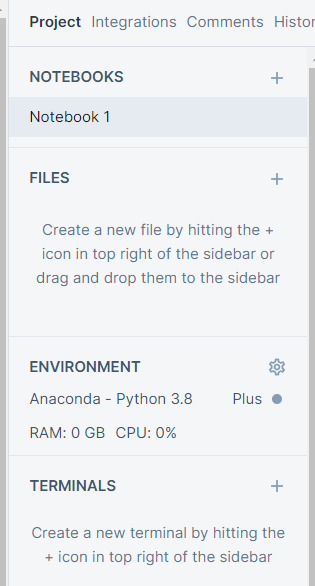 Project Integrations Comments Histor
NOTEBOOKS +
Notebook 1
FILES +
Create a new file by hitting the +
icon in top right of the sidebar or
drag and drop them to the sidebar
ENVIRONMENT
Anaconda - Python 3.8 Plus
RAM: 0 GB CPU: 0%
TERMINALS +
Create a new terminal by hitting the
+ icon in top right of the sidebar